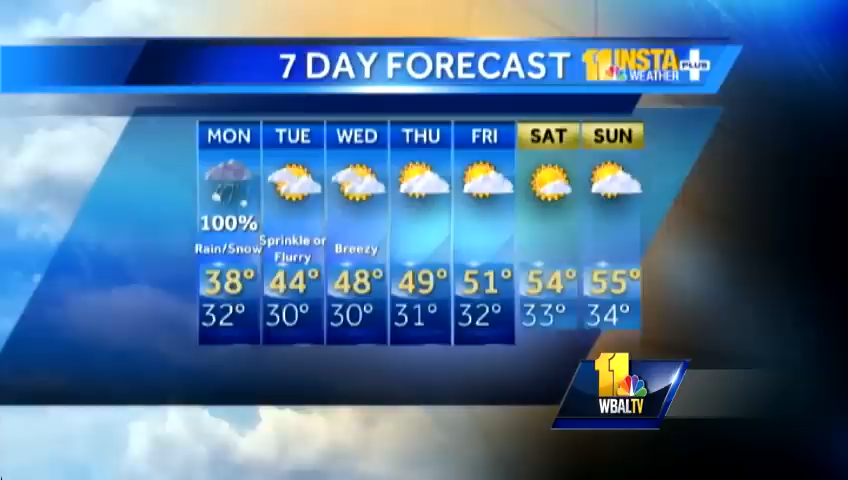 7 DAY FORECAST 11 INSTA WEATHER PLUS
MON TUE WED THU FRI SAT SUN
100%
Rain/Snow Sprinkle or Flurry Breezy
38° 44° 48° 49° 51° 54° 55°
32° 30° 30° 31° 32° 33° 34°
11
WBALTV